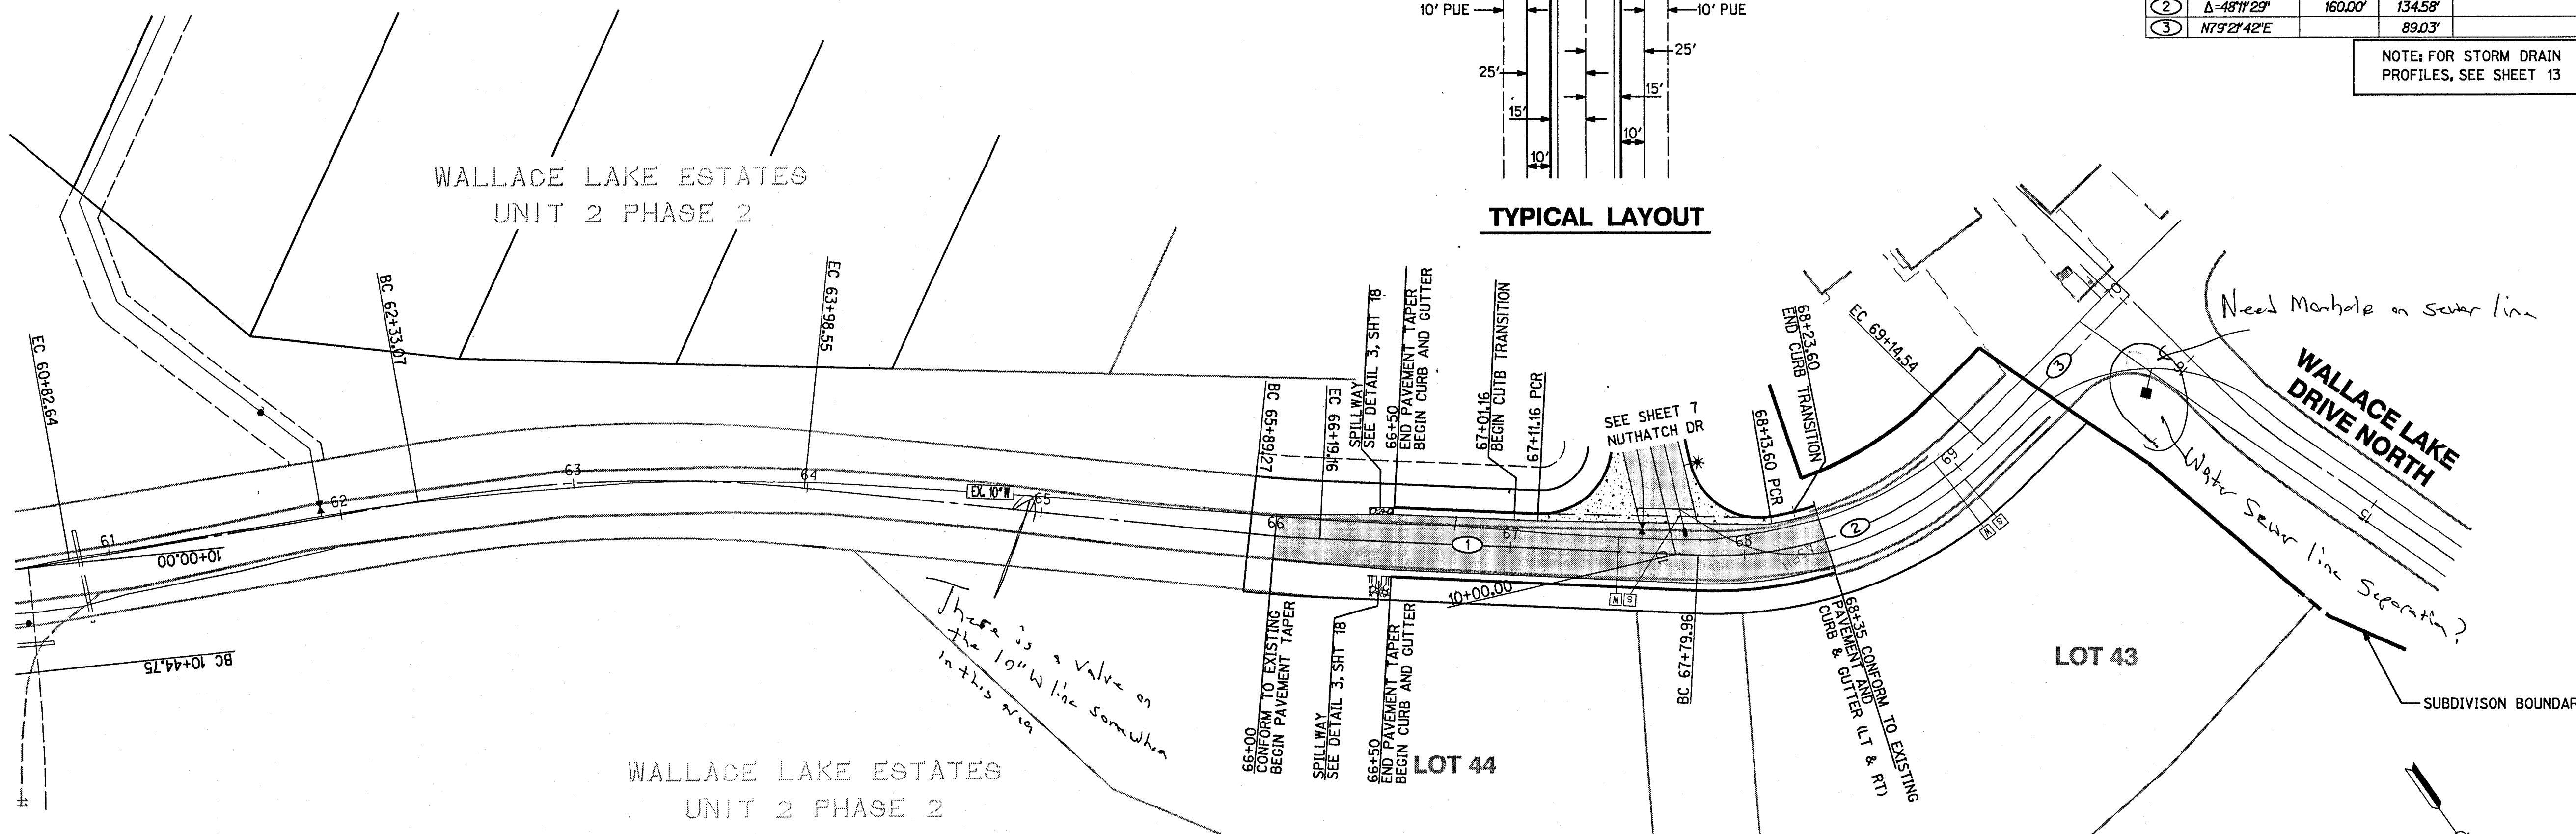 10' PUE
10' PUE
25'
25'
15'
15'
10'
10'
TYPICAL LAYOUT
2 Δ=48°11'29" 160.00' 134.58'
3 N79°21'42"E 89.03'
NOTE: FOR STORM DRAIN
PROFILES, SEE SHEET 13
WALLACE LAKE ESTATES
UNIT 2 PHASE 2
EC 60+82.64
BC 62+33.07
EC 63+98.55
BC 65+89.27
EC 66+19.16
SPILLWAY
SEE DETAIL 3, SHT 18
66+50
END PAVEMENT TAPER
BEGIN CURB AND GUTTER
67+01.16
BEGIN CUTB TRANSITION
67+11.16 PCR
SEE SHEET 7
NUTHATCH DR
68+13.60 PCR
68+23.60
END CURB TRANSITION
EC 69+14.54
Need Manhole on sewer line
WALLACE LAKE
DRIVE NORTH
Water Sewer line Separation?
61
62
63
64
EX. 10" W
65
66
1
67
68
2
69
3
16
15
10
ASPH
10+00.00
BC 10+44.75
10+00.00
W S
W S
There is a valve on
the 10" W line somewhere
in this area
66+00
CONFORM TO EXISTING
BEGIN PAVEMENT TAPER
SPILLWAY
SEE DETAIL 3, SHT 18
66+50
END PAVEMENT TAPER
BEGIN CURB AND GUTTER
BC 67+79.96
68+35 CONFORM TO EXISTING
PAVEMENT AND
CURB & GUTTER (LT & RT)
LOT 44
LOT 43
SUBDIVISON BOUNDAR
WALLACE LAKE ESTATES
UNIT 2 PHASE 2